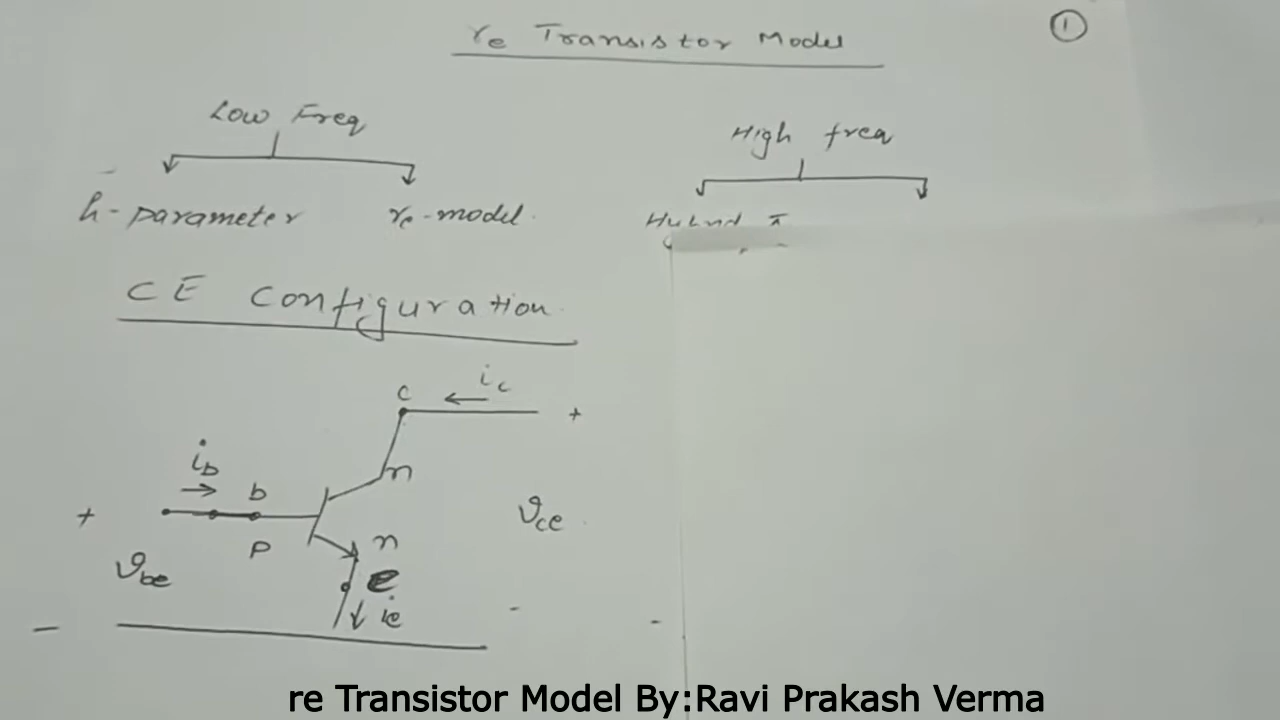 re Transistor Model
1
Low Freq
High freq
h-parameter
re-model.
Hybrid π
CE Configuration.
c
ic
+
n
ib
b
+
p
n
vce
vbe
e
ie
-
-
-
re Transistor Model By:Ravi Prakash Verma